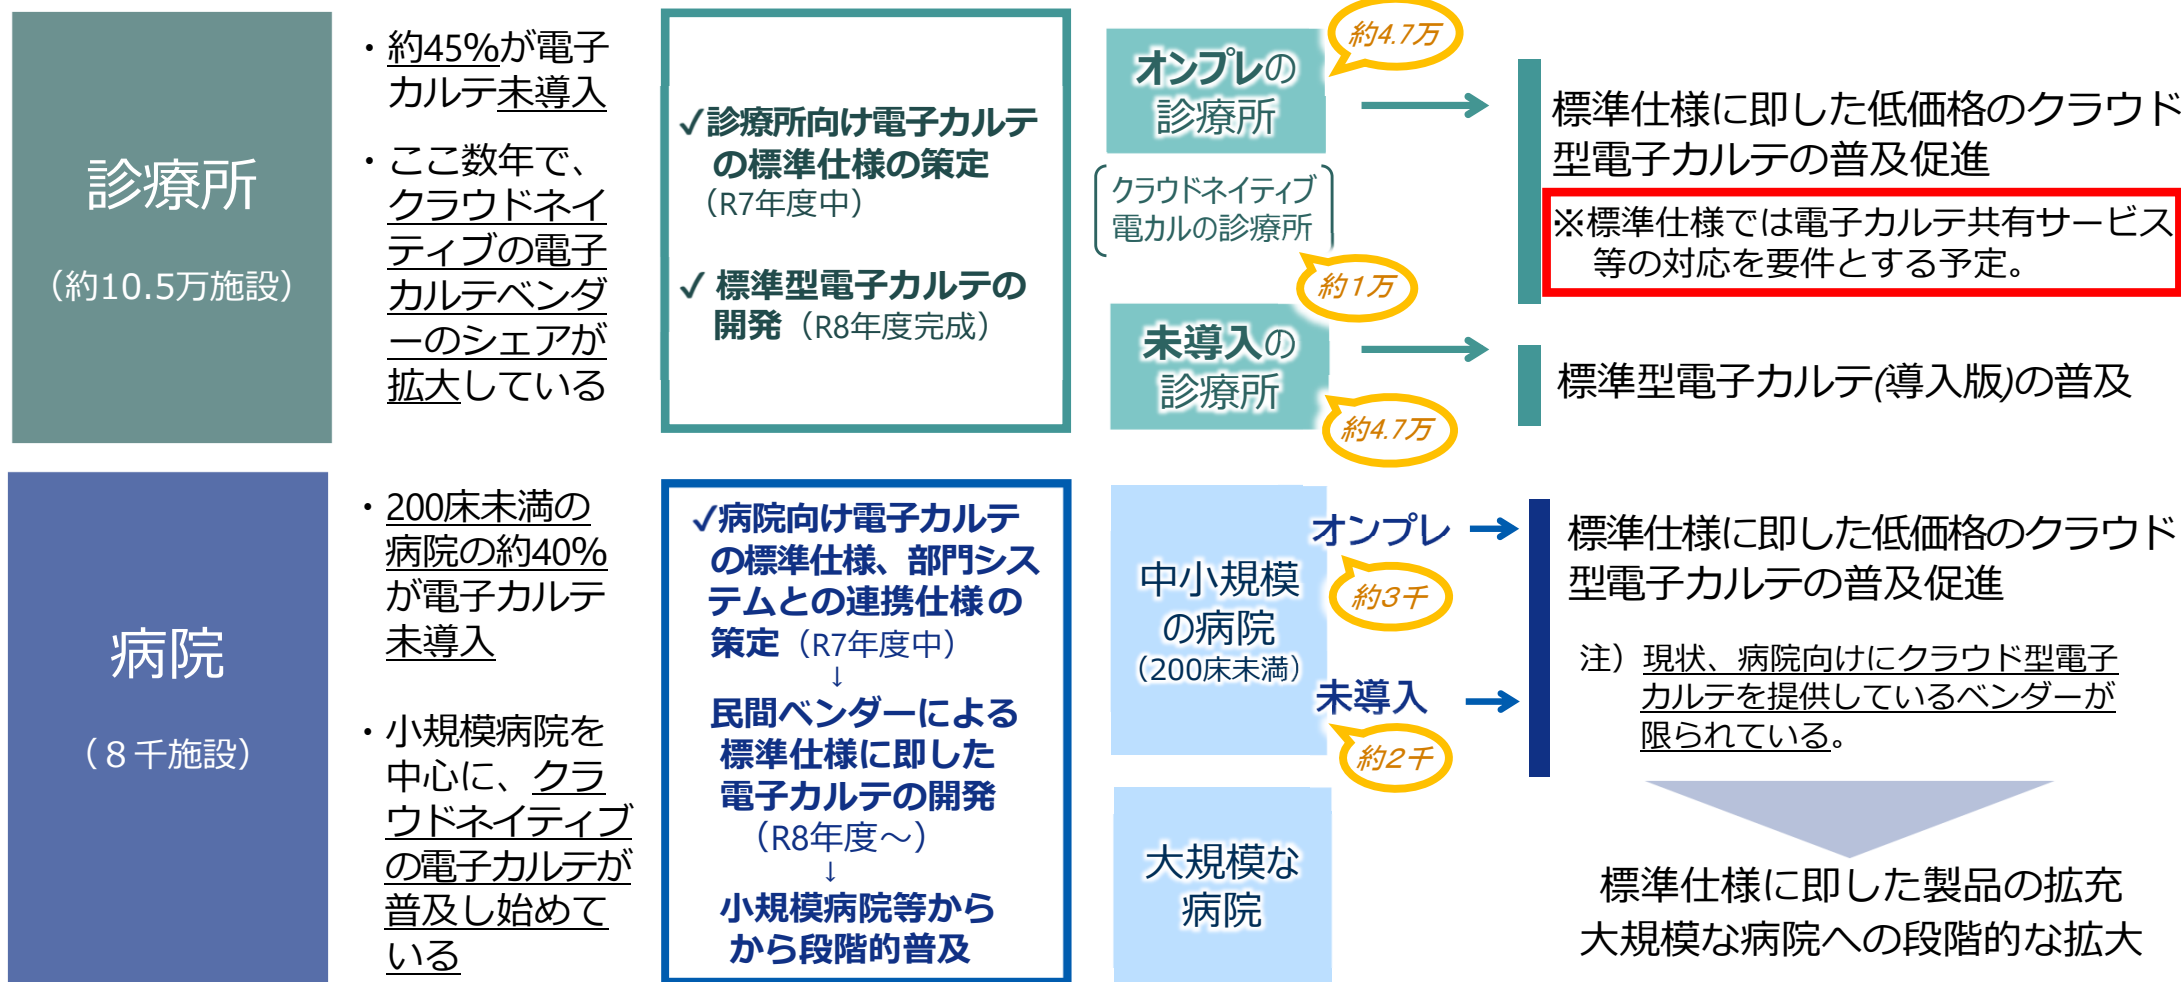 診療所
（約10.5万施設）
・約45%が電子
カルテ未導入
・ここ数年で、
クラウドネイ
ティブの電子
カルテベンダ
ーのシェアが
拡大している
✓診療所向け電子カルテ
の標準仕様の策定
（R7年度中）
✓ 標準型電子カルテの
開発（R8年度完成）
オンプレの
診療所
約4.7万
クラウドネイティブ
電カルの診療所
約１万
未導入の
診療所
約4.7万
標準仕様に即した低価格のクラウド
型電子カルテの普及促進
※標準仕様では電子カルテ共有サービス
等の対応を要件とする予定。
標準型電子カルテ(導入版)の普及
病院
（８千施設）
・200床未満の
病院の約40%
が電子カルテ
未導入
・小規模病院を
中心に、クラ
ウドネイティブ
の電子カルテが
普及し始めて
いる
✓病院向け電子カルテ
の標準仕様、部門シス
テムとの連携仕様の
策定（R7年度中）
↓
民間ベンダーによる
標準仕様に即した
電子カルテの開発
（R8年度～）
↓
小規模病院等から
から段階的普及
中小規模
の病院
（200床未満）
オンプレ
約３千
未導入
約２千
大規模な
病院
標準仕様に即した低価格のクラウド
型電子カルテの普及促進
注）現状、病院向けにクラウド型電子
カルテを提供しているベンダーが
限られている。
標準仕様に即した製品の拡充
大規模な病院への段階的な拡大